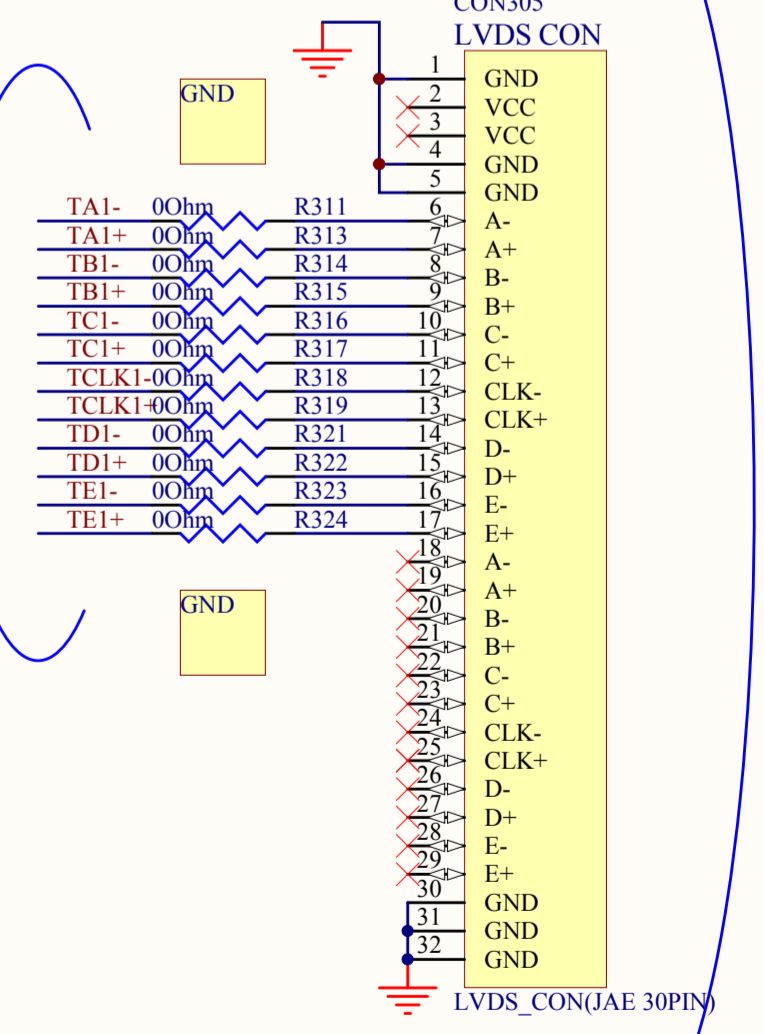 CON305
LVDS CON
1 GND
GND
2 VCC
3 VCC
4 GND
5 GND
TA1- 0Ohm R311 6 A-
TA1+ 0Ohm R313 7 A+
TB1- 0Ohm R314 8 B-
TB1+ 0Ohm R315 9 B+
TC1- 0Ohm R316 10 C-
TC1+ 0Ohm R317 11 C+
TCLK1- 0Ohm R318 12 CLK-
TCLK1+ 0Ohm R319 13 CLK+
TD1- 0Ohm R321 14 D-
TD1+ 0Ohm R322 15 D+
TE1- 0Ohm R323 16 E-
TE1+ 0Ohm R324 17 E+
18 A-
19 A+
GND
20 B-
21 B+
22 C-
23 C+
24 CLK-
25 CLK+
26 D-
27 D+
28 E-
29 E+
30 GND
31 GND
32 GND
LVDS_CON(JAE 30PIN)